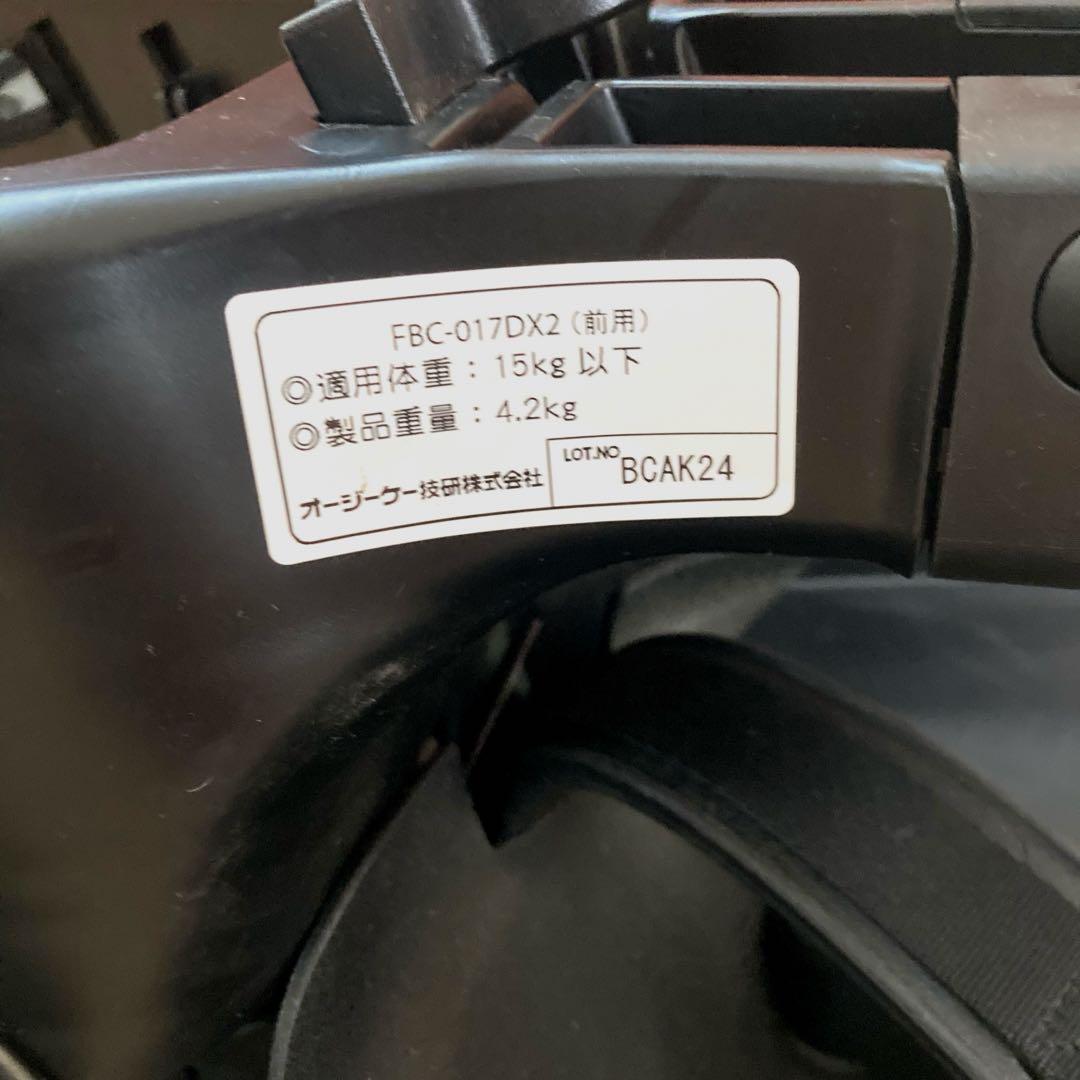 FBC-017DX2（前用）
◎適用体重：15kg 以下
◎製品重量：4.2kg
オージーケー技研株式会社
LOT.NO BCAK24